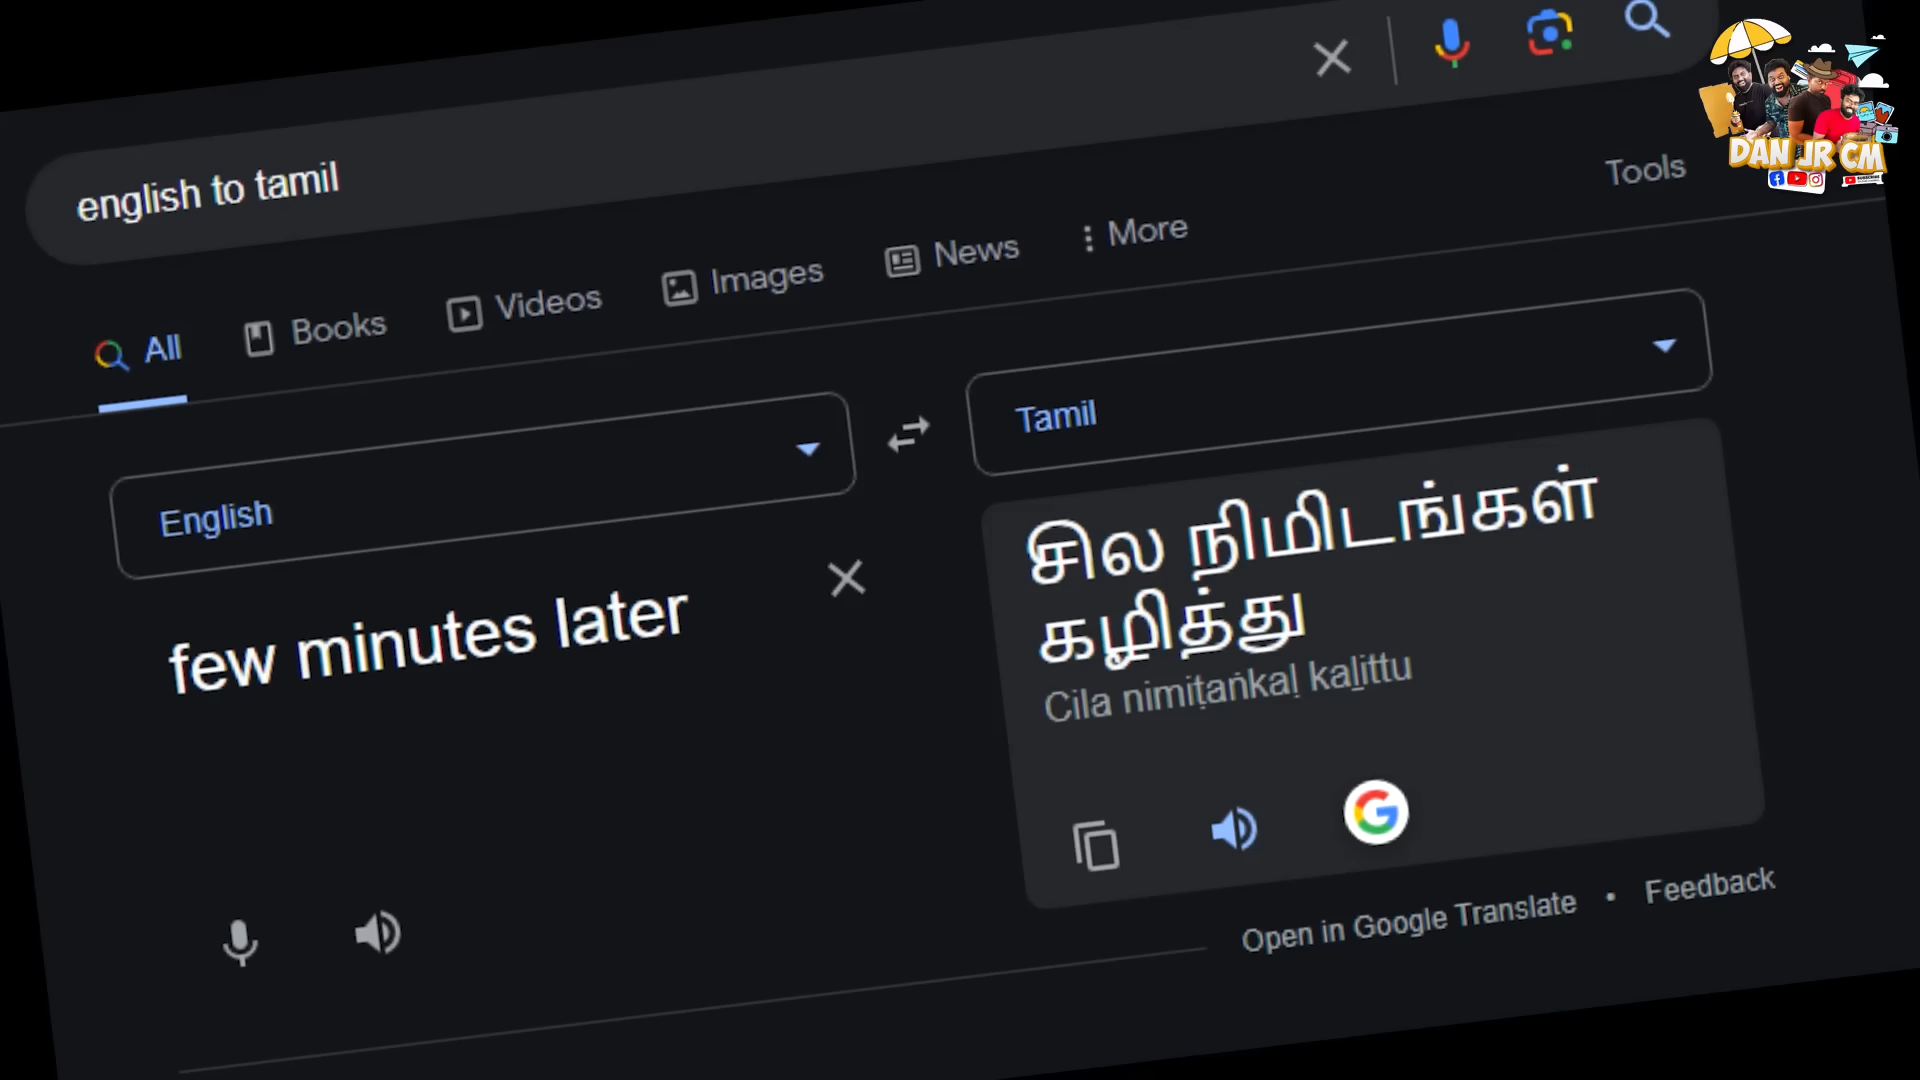 english to tamil
All
Books
Videos
Images
News
More
Tools
English
Tamil
few minutes later
சில நிமிடங்கள்
கழித்து
Cila nimiṭaṅkaḷ kaḻittu
Open in Google Translate • Feedback
DAN JR CM